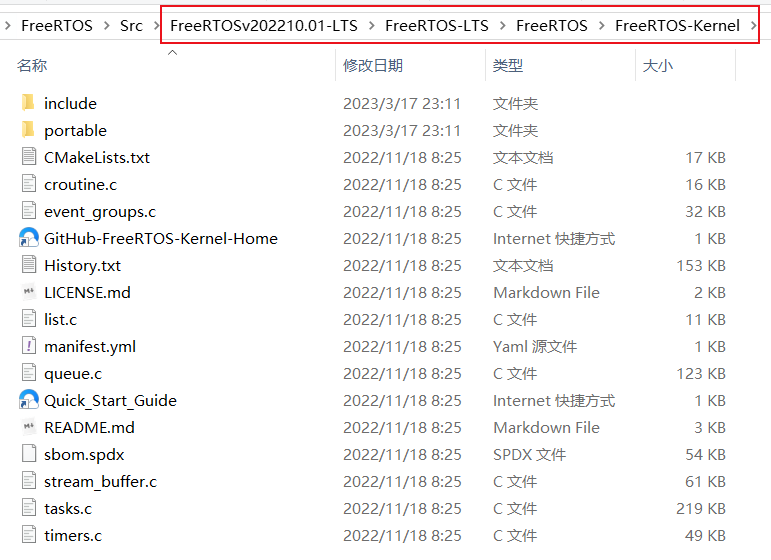 FreeRTOS > Src > FreeRTOSv202210.01-LTS > FreeRTOS-LTS > FreeRTOS > FreeRTOS-Kernel >
名称 修改日期 类型 大小
include 2023/3/17 23:11 文件夹
portable 2023/3/17 23:11 文件夹
CMakeLists.txt 2022/11/18 8:25 文本文档 17 KB
croutine.c 2022/11/18 8:25 C 文件 16 KB
event_groups.c 2022/11/18 8:25 C 文件 32 KB
GitHub-FreeRTOS-Kernel-Home 2022/11/18 8:25 Internet 快捷方式 1 KB
History.txt 2022/11/18 8:25 文本文档 153 KB
LICENSE.md 2022/11/18 8:25 Markdown File 2 KB
list.c 2022/11/18 8:25 C 文件 11 KB
manifest.yml 2022/11/18 8:25 Yaml 源文件 1 KB
queue.c 2022/11/18 8:25 C 文件 123 KB
Quick_Start_Guide 2022/11/18 8:25 Internet 快捷方式 1 KB
README.md 2022/11/18 8:25 Markdown File 3 KB
sbom.spdx 2022/11/18 8:25 SPDX 文件 54 KB
stream_buffer.c 2022/11/18 8:25 C 文件 61 KB
tasks.c 2022/11/18 8:25 C 文件 219 KB
timers.c 2022/11/18 8:25 C 文件 49 KB